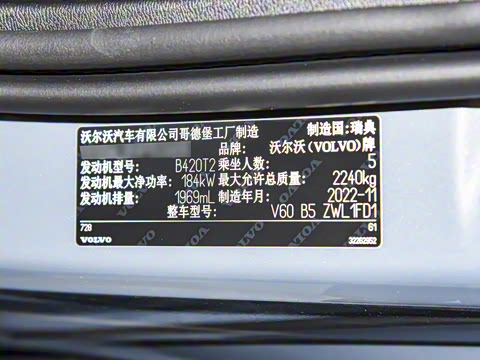 沃尔沃汽车有限公司哥德堡工厂制造 制造国:瑞典
品牌: 沃尔沃(VOLVO)牌
发动机型号: B420T2 乘坐人数: 5
发动机最大净功率: 184kW 最大允许总质量: 2240kg
发动机排量: 1969mL 制造年月: 2022-11
整车型号: V60 B5 ZWL1FD1
728 G1
VOLVO